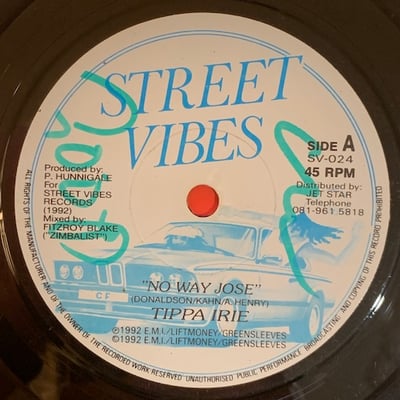 STREET
VIBES
SIDE A
SV-024
45 RPM
Distributed by:
JET STAR
Telephone
081-961.5818
Produced by:
P. HUNNIGALE
For
STREET VIBES
RECORDS
(1992)
Mixed by:
FITZROY BLAKE
("ZIMBALIST")
"NO WAY JOSE"
(DONALDSON/KAHN/A. HENRY)
TIPPA IRIE
℗1992 E.M.I./LIFTMONEY/GREENSLEEVES
©1992 E.M.I./LIFTMONEY/GREENSLEEVES
ALL RIGHTS OF THE MANUFACTURER AND OF THE OWNER OF THE RECORDED WORK RESERVED UNAUTHORISED PUBLIC PERFORMANCE BROADCASTING AND COPYING OF THIS RECORD PROHIBITED